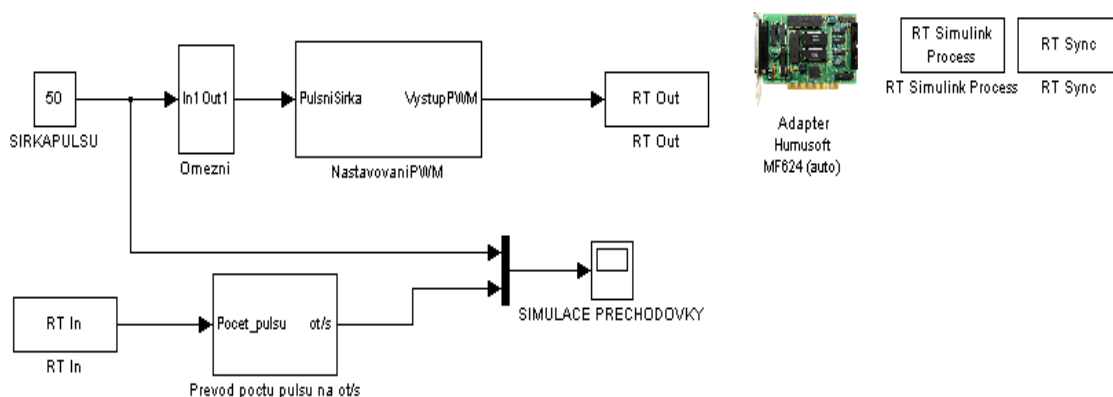 50
SIRKAPULSU
In1 Out1
Omezni
PulsniSirka
VystupPWM
NastavovaniPWM
RT Out
RT Out
Adapter
Humusoft
MF624 (auto)
RT Simulink
Process
RT Simulink Process
RT Sync
RT Sync
RT In
RT In
Pocet_pulsu
ot/s
Prevod poctu pulsu na ot/s
SIMULACE PRECHODOVKY